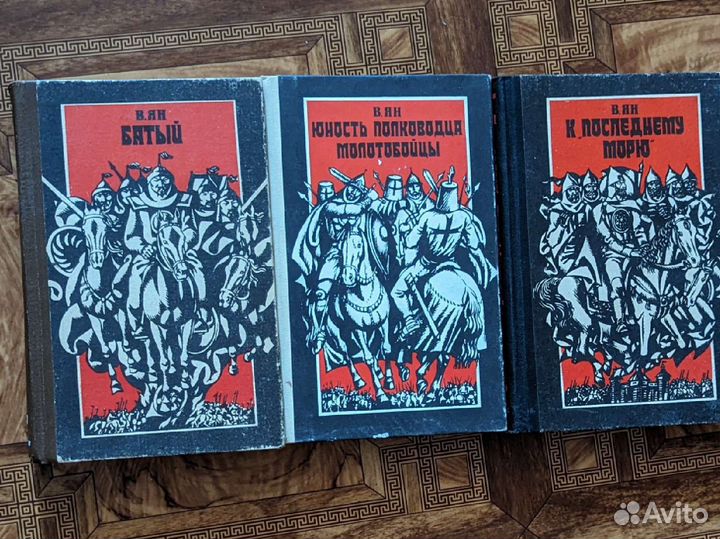 В. ЯН
БАТЫЙ
В. ЯН
ЮНОСТЬ ПОЛКОВОДЦА
МОЛОТОБОЙЦЫ
В. ЯН
К „ПОСЛЕДНЕМУ
МОРЮ“
Avito